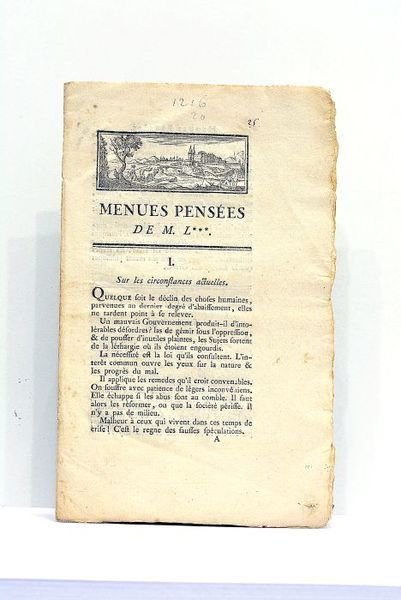 1216
20
25
MENUES PENSÉES
DE M. L***.
I.
Sur les circonſtances actuelles.
QUELQUE ſoit le déclin des choſes humaines,
parvenues au dernier degré d'abaiſſement, elles
ne tardent point à ſe relever.
Un mauvais Gouvernement produit-il d'into-
lérables déſordres? las de gémir ſous l'oppreſſion,
& de pouſſer d'inutiles plaintes, les Sujets ſortent
de la léthargie où ils étoient engourdis.
La néceſſité eſt la loi qu'ils conſultent. L'in-
térêt commun ouvre les yeux ſur la nature &
les progrès du mal.
Il applique les remedes qu'il croit convenables.
On ſouffre avec patience de légers inconvéniens.
Elle échappe ſi les abus ſont au comble. Il faut
alors les réformer, ou que la ſociété périſſe. Il
n'y a pas de milieu.
Malheur à ceux qui vivent dans ces temps de
criſe! C'eſt le regne des fauſſes ſpéculations.
A